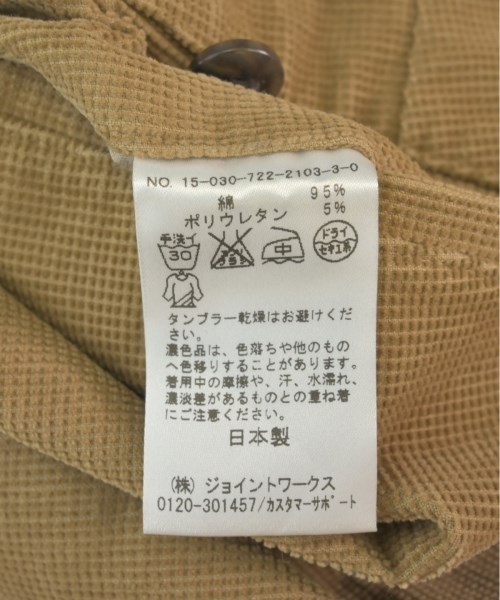 NO. 15-030-722-2103-3-0
綿 95%
ポリウレタン 5%
手洗イ
30
エンソ
サラシ
中
ドライ
セキユ系
タンブラー乾燥はお避けくだ
さい。
濃色品は、色落ちや他のもの
へ色移りすることがあります。
着用中の摩擦や、汗、水濡れ、
濃淡差があるものとの重ね着
にご注意ください。
日本製
(株) ジョイントワークス
0120-301457/カスタマーサポート